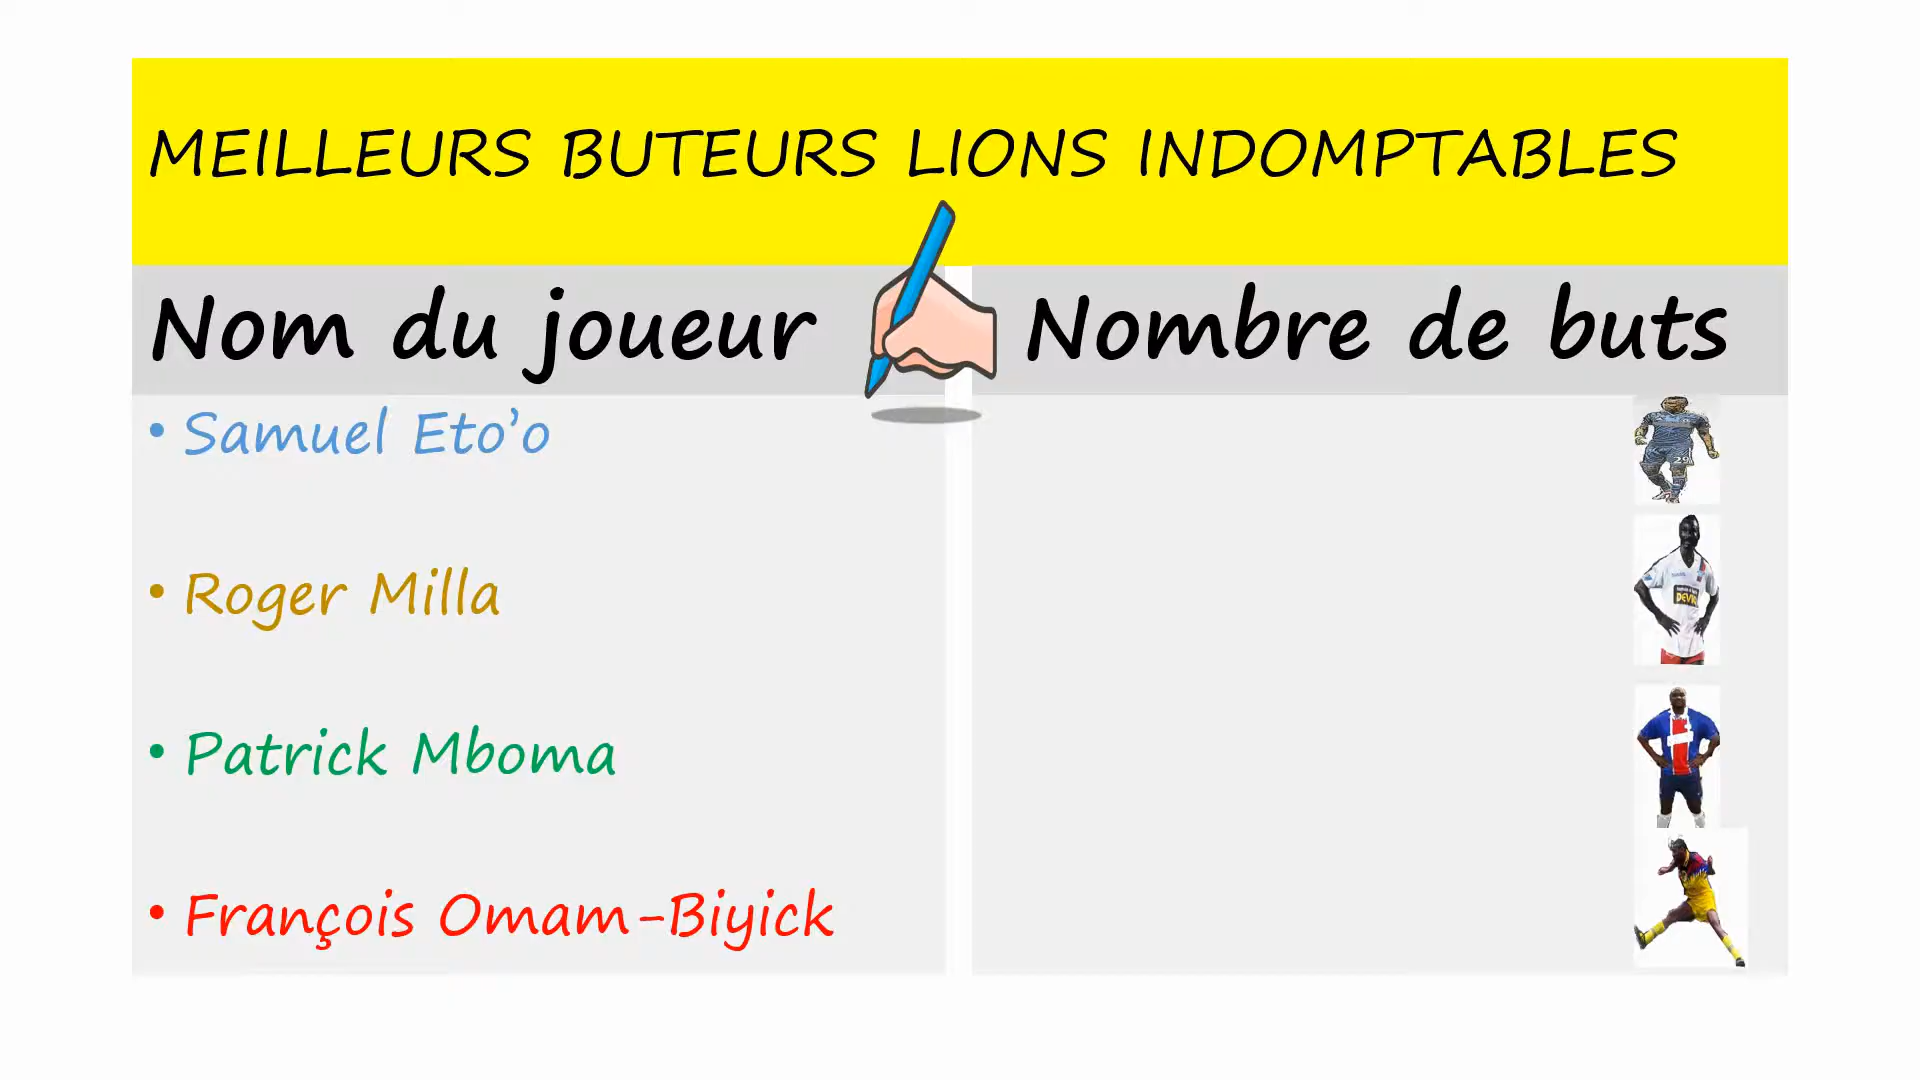 MEILLEURS BUTEURS LIONS INDOMPTABLES
Nom du joueur
Nombre de buts
• Samuel Eto’o
• Roger Milla
• Patrick Mboma
• François Omam-Biyick
29